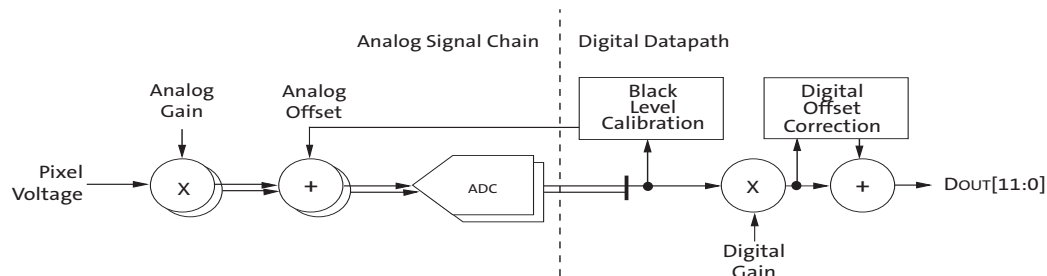 Analog Signal Chain
Digital Datapath
Analog
Gain
Analog
Offset
Black
Level
Calibration
Digital
Offset
Correction
Pixel
Voltage
x
+
ADC
x
+
DOUT[11:0]
Digital
Gain